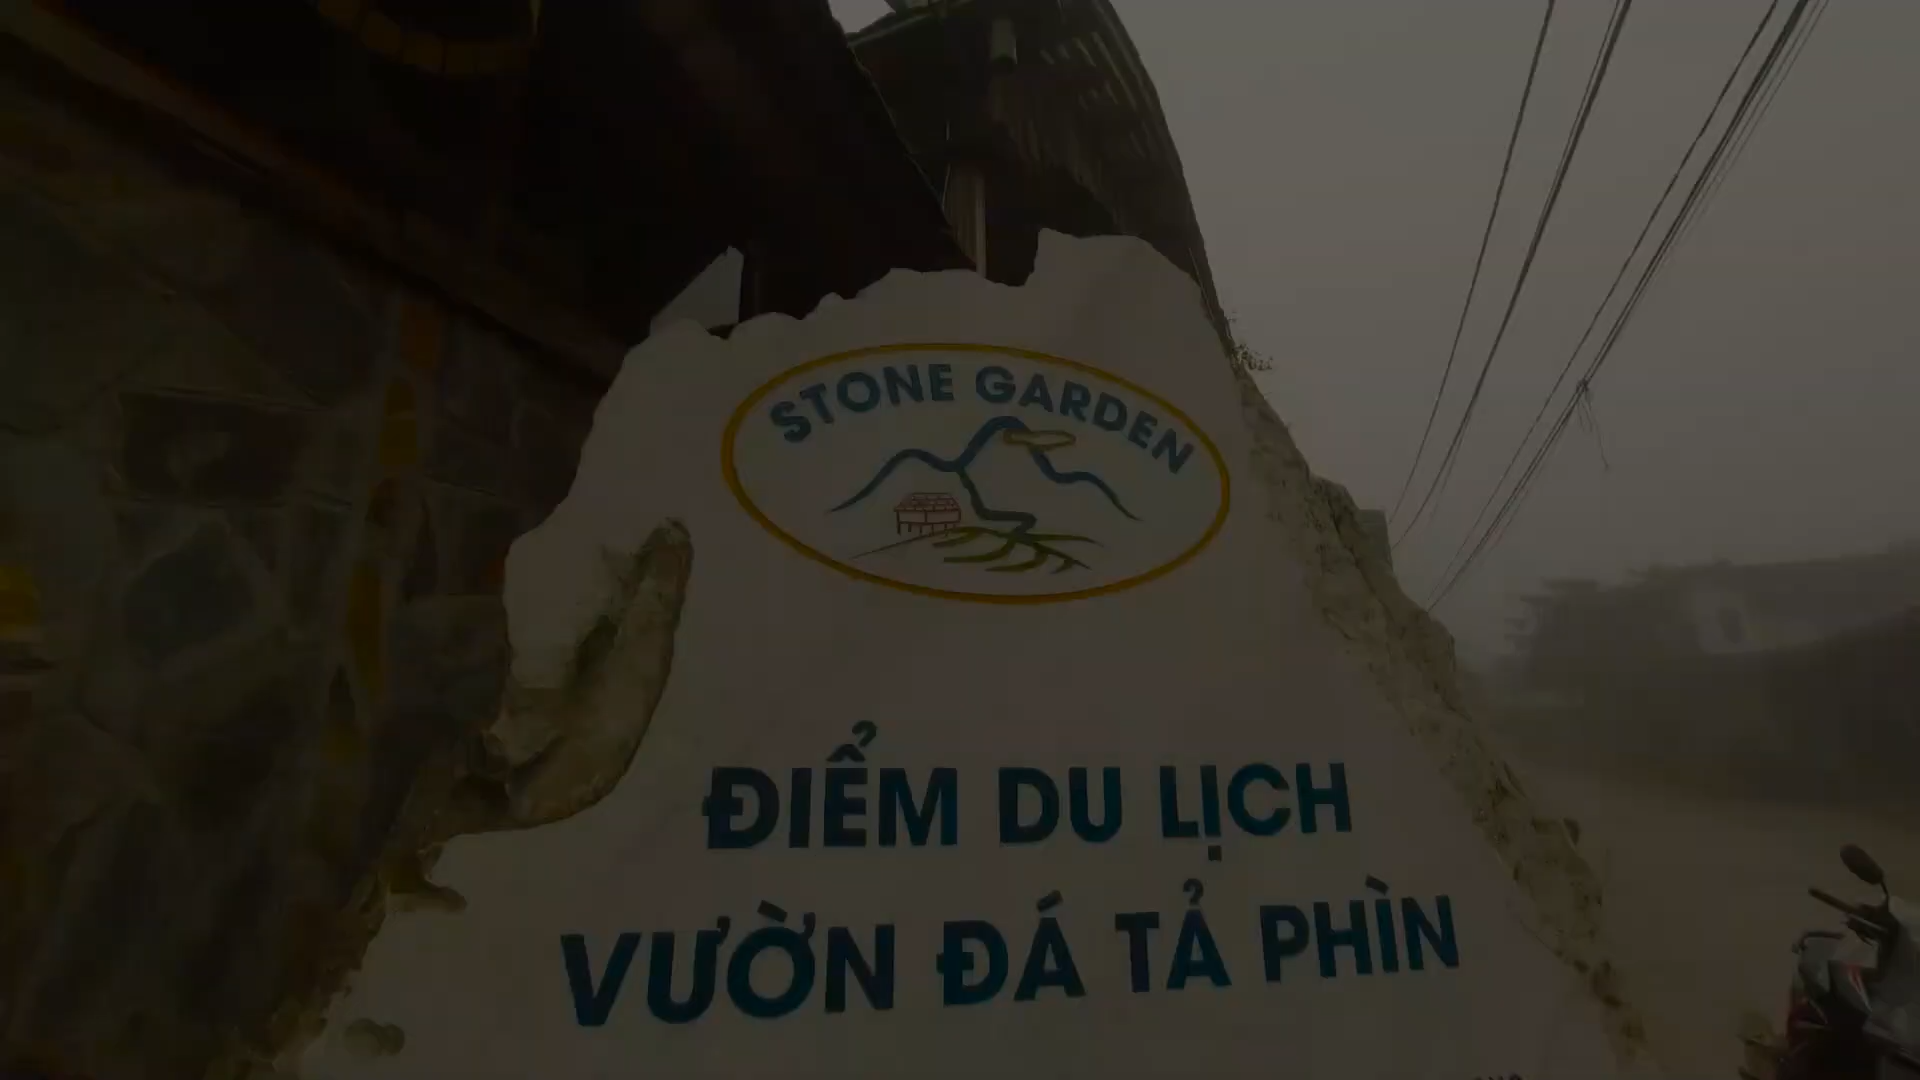 STONE GARDEN
ĐIỂM DU LỊCH
VƯỜN ĐÁ TẢ PHÌN